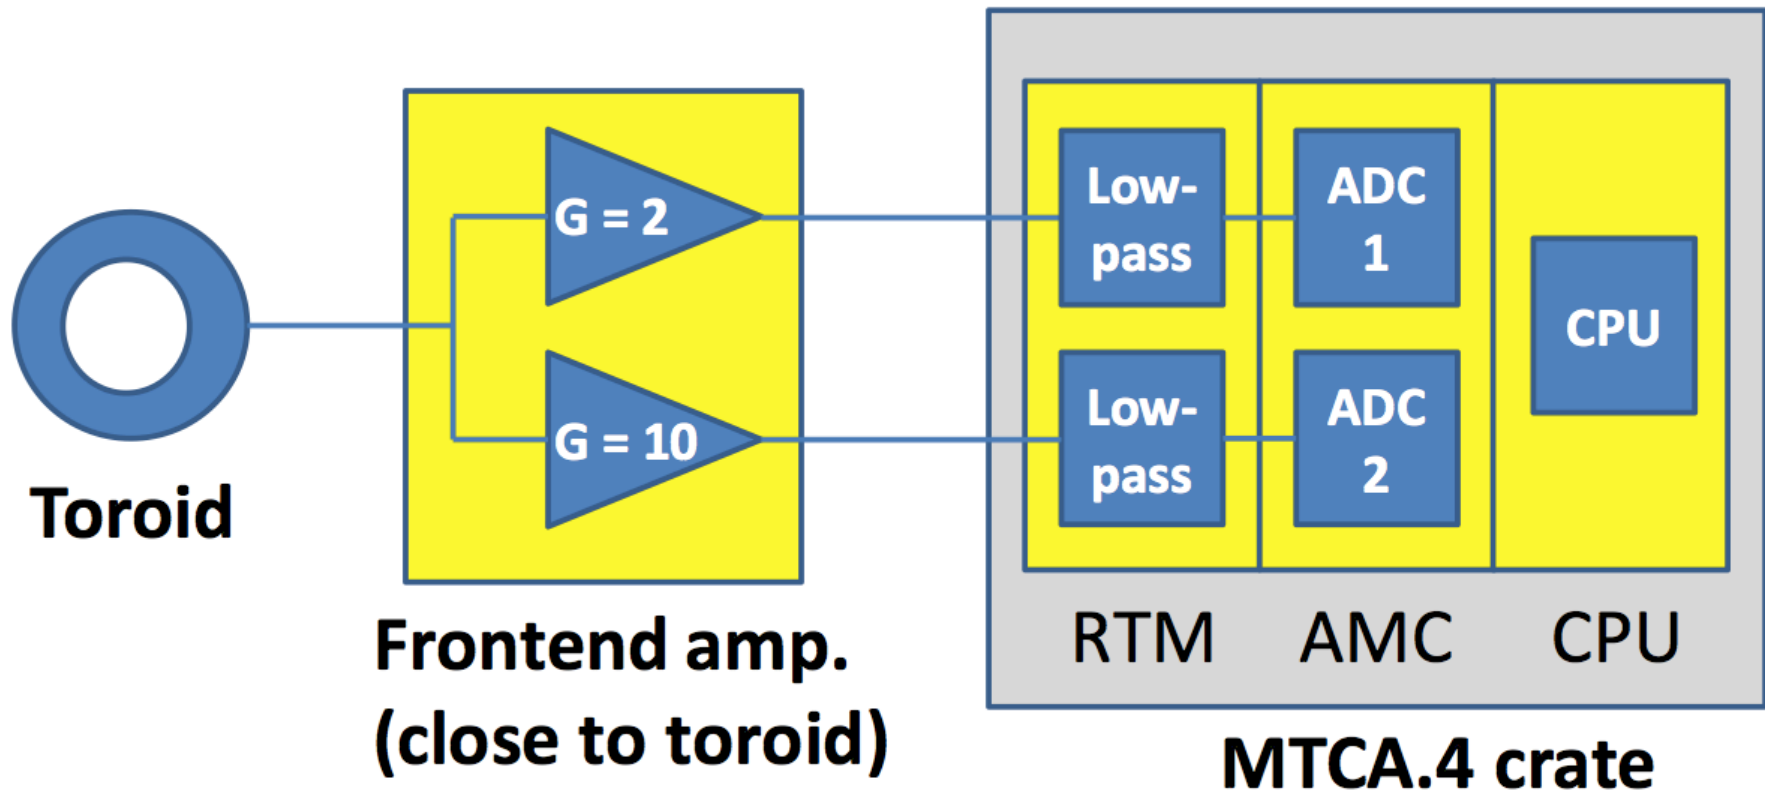 Toroid
G = 2
G = 10
Frontend amp.
(close to toroid)
Low-
pass
Low-
pass
ADC
1
ADC
2
CPU
RTM
AMC
CPU
MTCA.4 crate